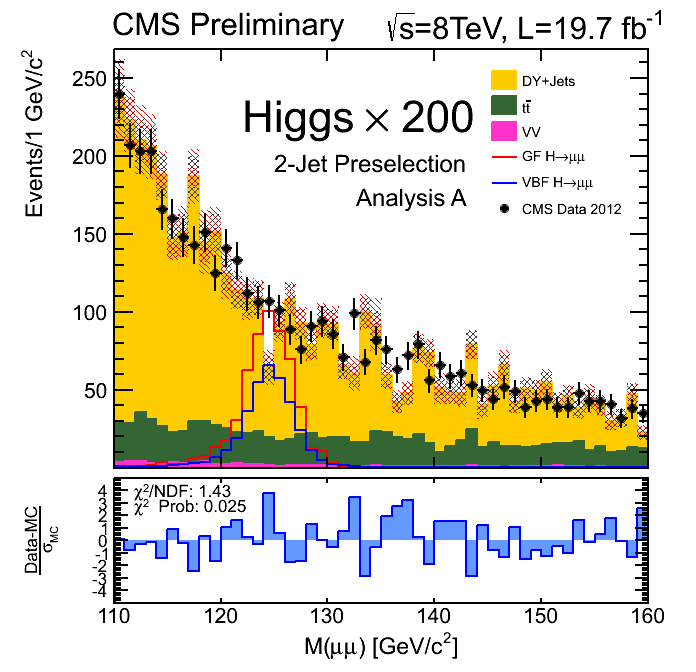 CMS Preliminary
√s=8TeV, L=19.7 fb⁻¹
Events/1 GeV/c²
250
200
150
100
50
Higgs × 200
2-Jet Preselection
Analysis A
DY+Jets
tt̅
VV
GF H→μμ
VBF H→μμ
CMS Data 2012
χ²/NDF: 1.43
χ² Prob: 0.025
Data-MC
σMC
4
3
2
1
0
-1
-2
-3
-4
110 120 130 140 150 160
M(μμ) [GeV/c²]